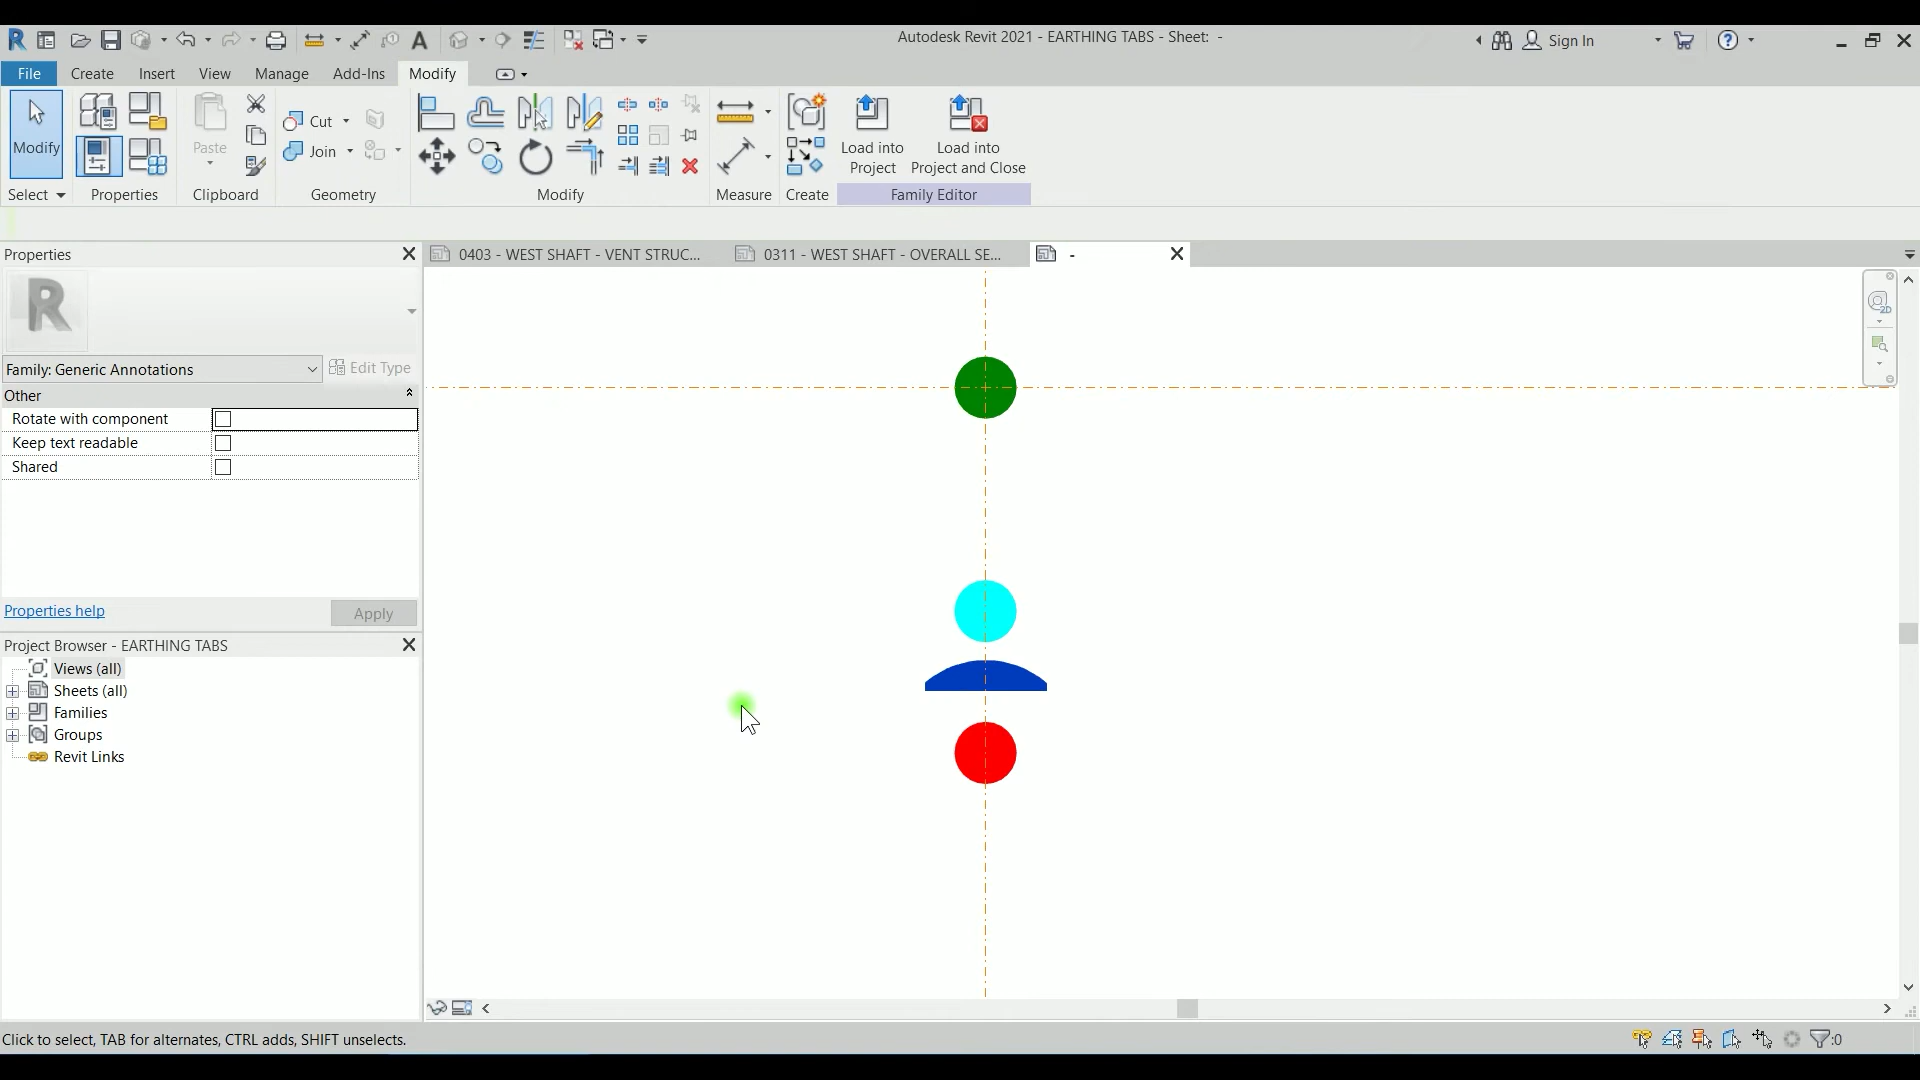 Autodesk Revit 2021 - EARTHING TABS - Sheet: -
Sign In
File Create Insert View Manage Add-Ins Modify
Modify
Paste
Cut
Join
Load into
Project
Load into
Project and Close
Select Properties Clipboard Geometry Modify Measure Create Family Editor
Properties
0403 - WEST SHAFT - VENT STRUC...
0311 - WEST SHAFT - OVERALL SE...
-
2D
Family: Generic Annotations
Edit Type
Other
Rotate with component
Keep text readable
Shared
Properties help
Apply
Project Browser - EARTHING TABS
Views (all)
Sheets (all)
Families
Groups
Revit Links
Click to select, TAB for alternates, CTRL adds, SHIFT unselects.
:0